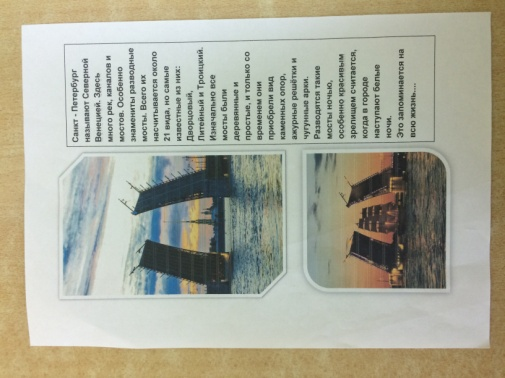 Санкт - Петербург
называют Северной
Венецией. Здесь
много рек, каналов и
мостов. Особенно
знамениты разводные
мосты. Всего их
насчитывается около
21 вида, но самые
известные из них:
Дворцовый,
Литейный и Троицкий.
Изначально все
мосты были
деревянные и
простые, и только со
временем они
приобрели вид
каменных опор,
ажурные решётки и
чугунные арки.
Разводятся такие
мосты ночью,
особенно красивым
зрелищем считается,
когда в городе
наступают белые
ночи.
Это запоминается на
всю жизнь....